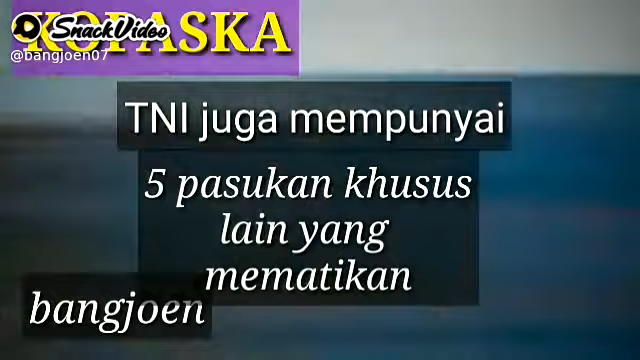 KOPASKA
SnackVideo
@bangjoen07
TNI juga mempunyai
5 pasukan khusus
lain yang
mematikan
bangjoen